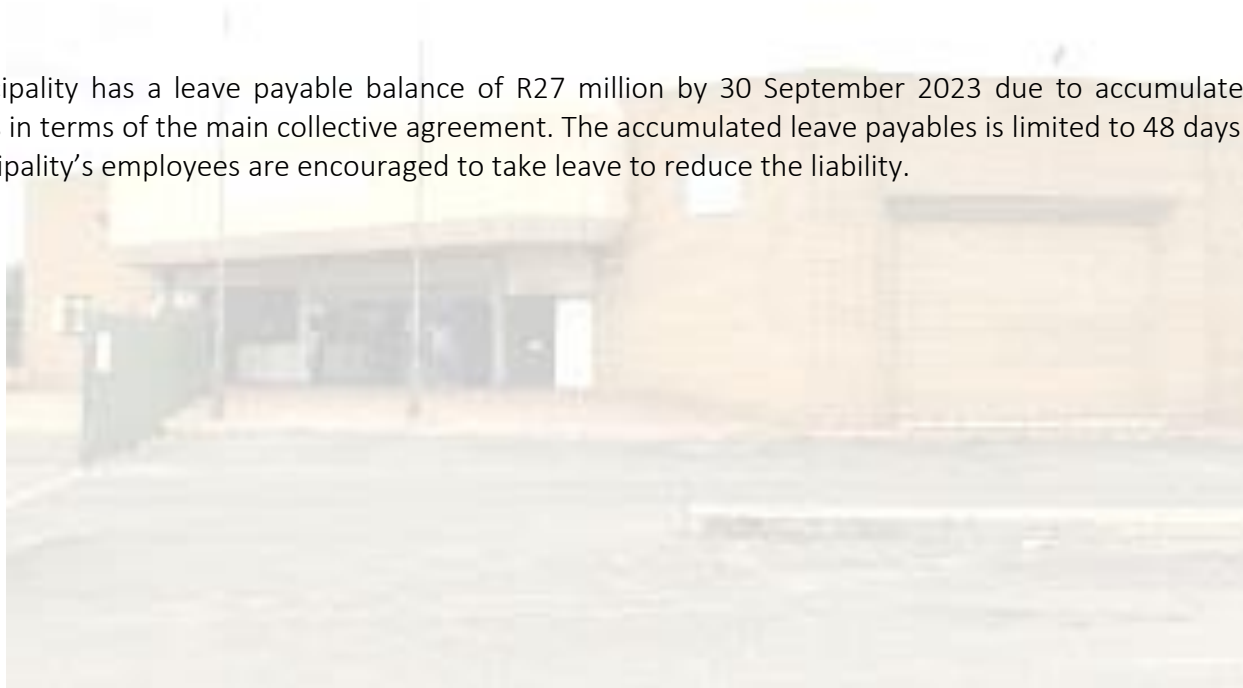 ipality has a leave payable balance of R27 million by 30 September 2023 due to accumulate
in terms of the main collective agreement. The accumulated leave payables is limited to 48 days
ipality’s employees are encouraged to take leave to reduce the liability.